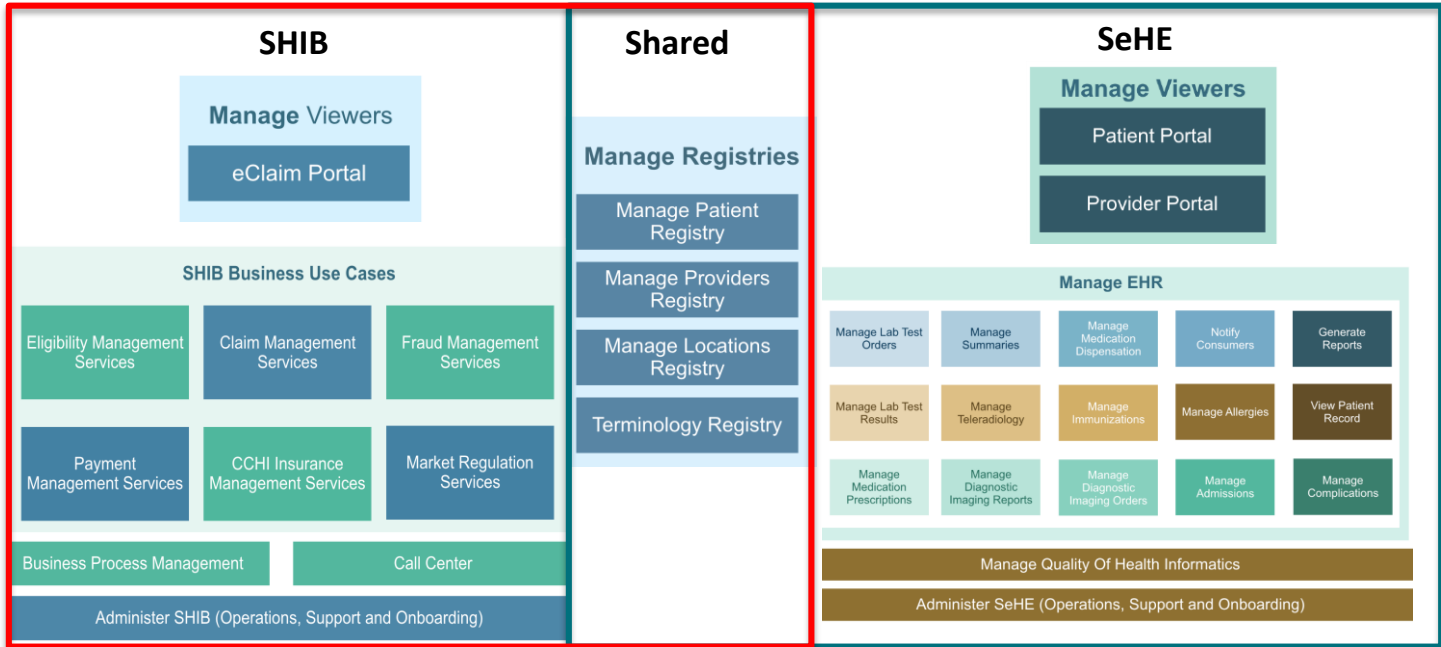 SHIB
Manage Viewers
eClaim Portal
SHIB Business Use Cases
Eligibility Management
Services
Claim Management
Services
Fraud Management
Services
Payment
Management Services
CCHI Insurance
Management Services
Market Regulation
Services
Business Process Management
Call Center
Administer SHIB (Operations, Support and Onboarding)
Shared
Manage Registries
Manage Patient
Registry
Manage Providers
Registry
Manage Locations
Registry
Terminology Registry
SeHE
Manage Viewers
Patient Portal
Provider Portal
Manage EHR
Manage Lab Test
Orders
Manage
Summaries
Manage
Medication
Dispensation
Notify
Consumers
Generate
Reports
Manage Lab Test
Results
Manage
Teleradiology
Manage
Immunizations
Manage Allergies
View Patient
Record
Manage
Medication
Prescriptions
Manage
Diagnostic
Imaging Reports
Manage
Diagnostic
Imaging Orders
Manage
Admissions
Manage
Complications
Manage Quality Of Health Informatics
Administer SeHE (Operations, Support and Onboarding)